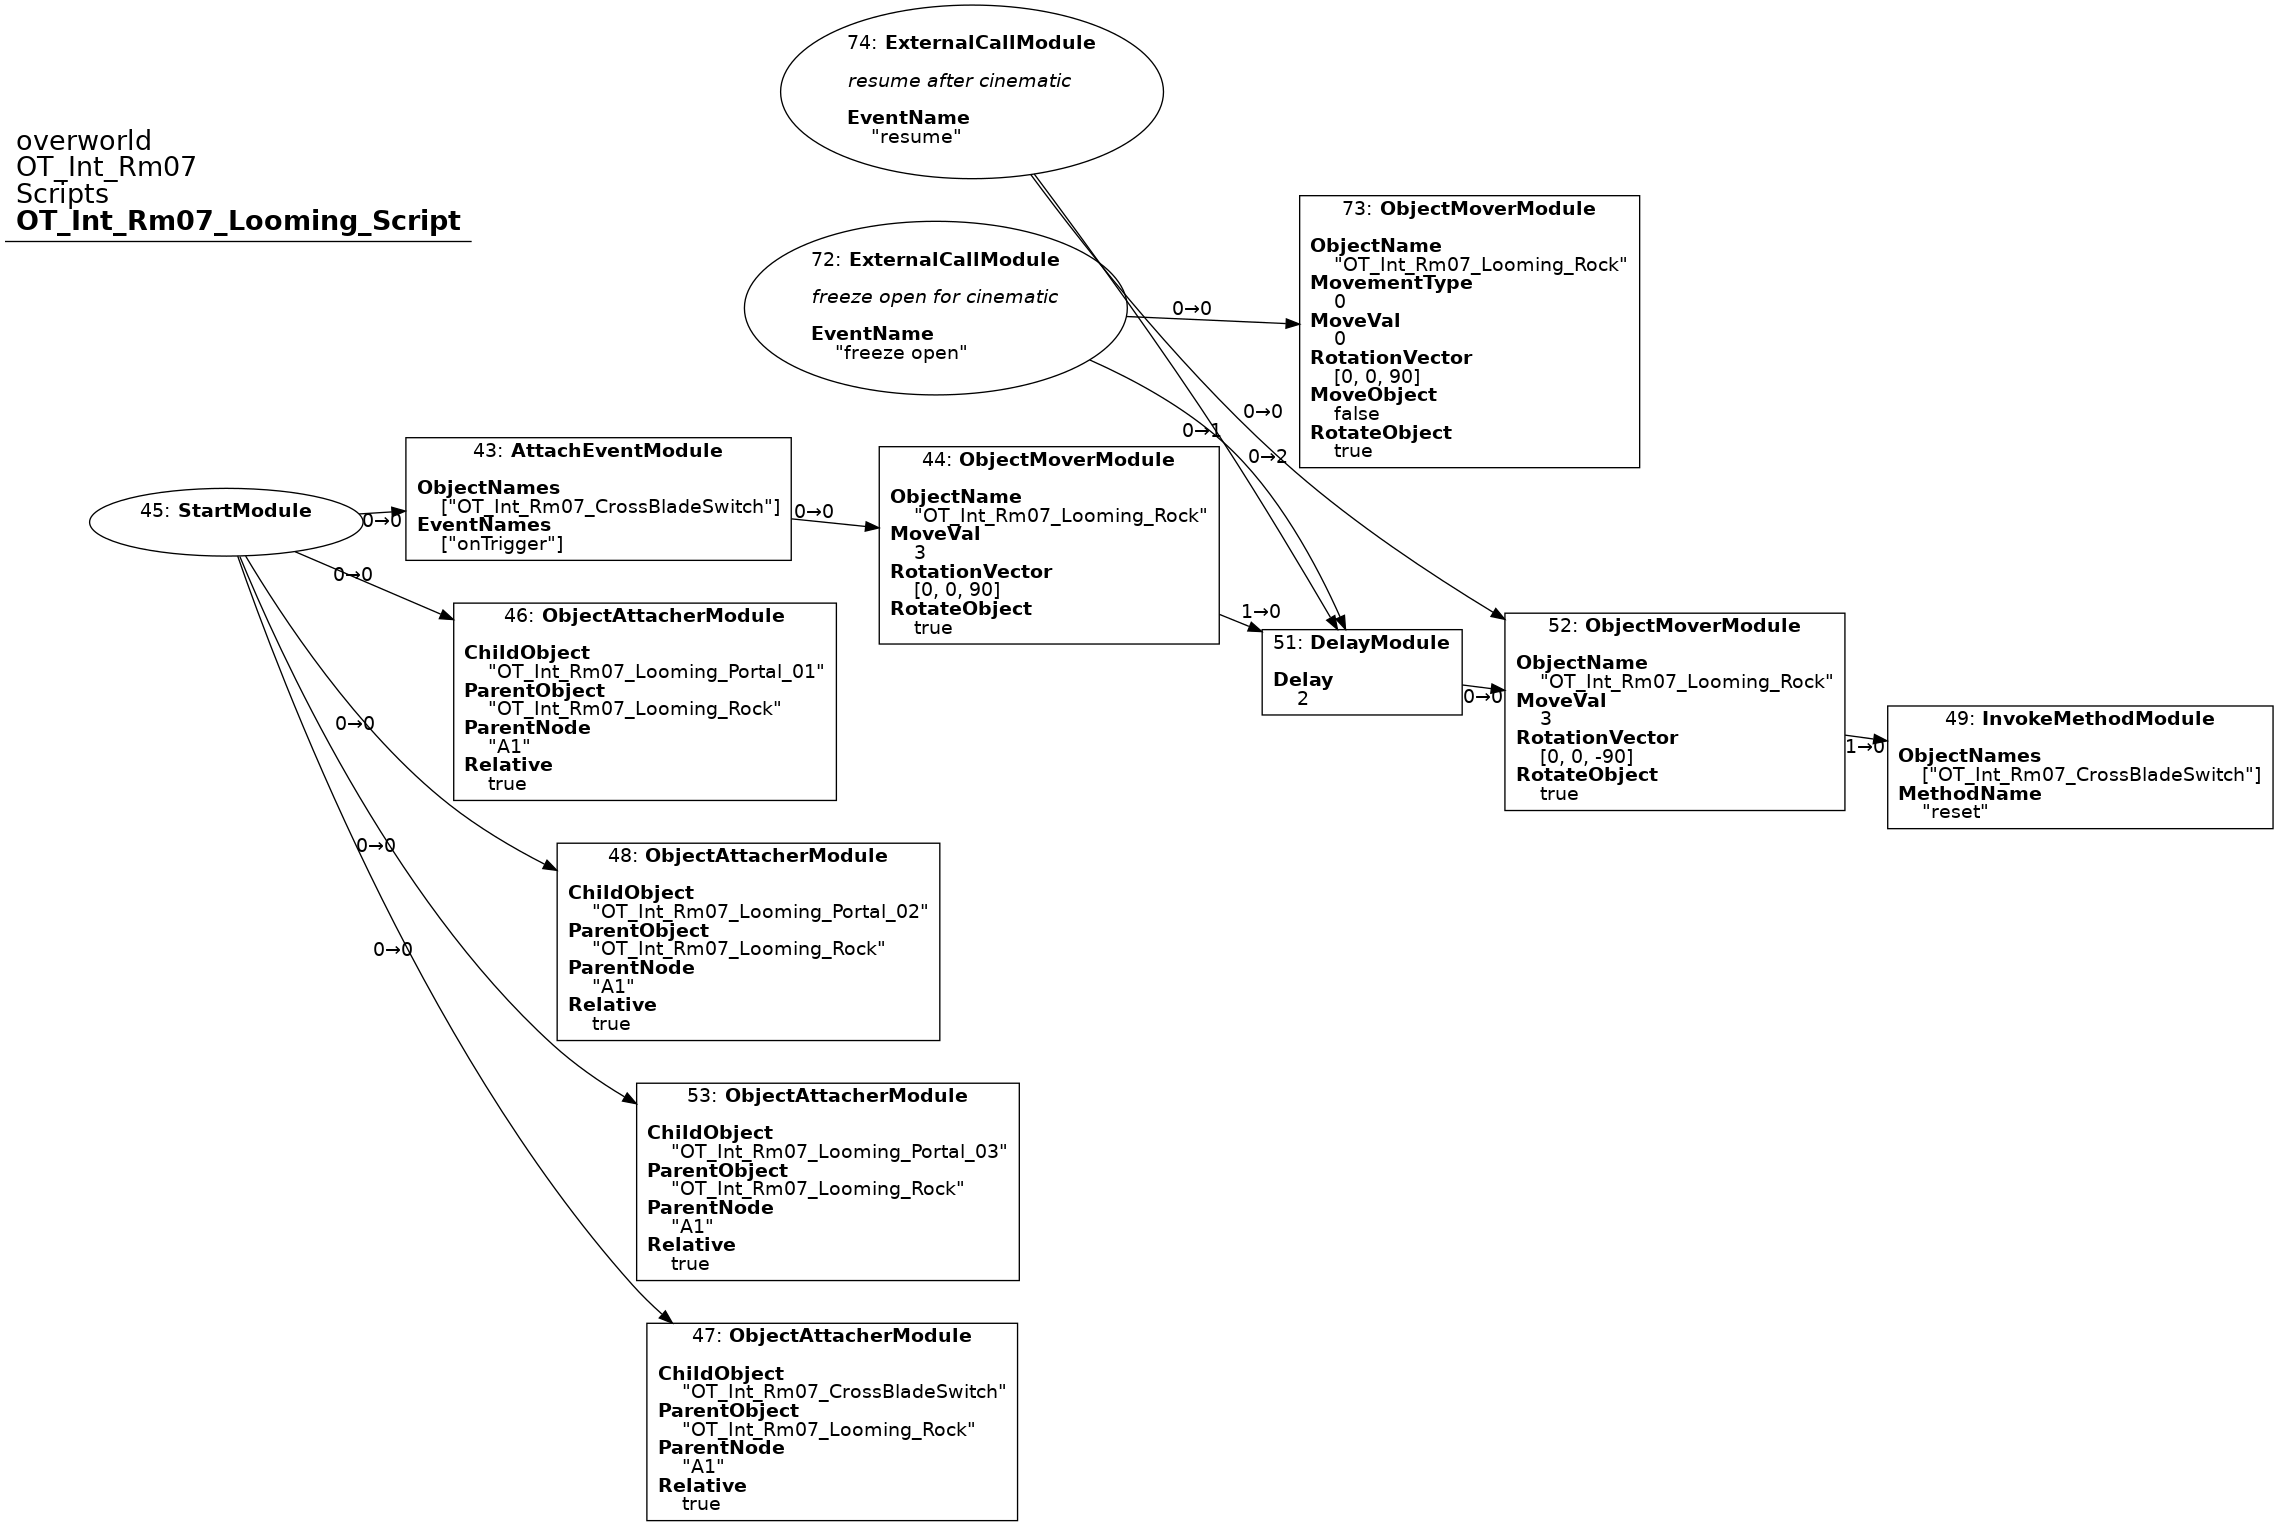 74: ExternalCallModule
resume after cinematic
EventName
"resume"
overworld
OT_Int_Rm07
Scripts
OT_Int_Rm07_Looming_Script
72: ExternalCallModule
freeze open for cinematic
EventName
"freeze open"
0→0
73: ObjectMoverModule
ObjectName
"OT_Int_Rm07_Looming_Rock"
MovementType
0
MoveVal
0
RotationVector
[0, 0, 90]
MoveObject
false
RotateObject
true
0→0
0→1
0→2
45: StartModule
0→0
43: AttachEventModule
ObjectNames
["OT_Int_Rm07_CrossBladeSwitch"]
EventNames
["onTrigger"]
0→0
44: ObjectMoverModule
ObjectName
"OT_Int_Rm07_Looming_Rock"
MoveVal
3
RotationVector
[0, 0, 90]
RotateObject
true
1→0
51: DelayModule
Delay
2
0→0
52: ObjectMoverModule
ObjectName
"OT_Int_Rm07_Looming_Rock"
MoveVal
3
RotationVector
[0, 0, -90]
RotateObject
true
1→0
49: InvokeMethodModule
ObjectNames
["OT_Int_Rm07_CrossBladeSwitch"]
MethodName
"reset"
0→0
46: ObjectAttacherModule
ChildObject
"OT_Int_Rm07_Looming_Portal_01"
ParentObject
"OT_Int_Rm07_Looming_Rock"
ParentNode
"A1"
Relative
true
0→0
48: ObjectAttacherModule
ChildObject
"OT_Int_Rm07_Looming_Portal_02"
ParentObject
"OT_Int_Rm07_Looming_Rock"
ParentNode
"A1"
Relative
true
0→0
53: ObjectAttacherModule
ChildObject
"OT_Int_Rm07_Looming_Portal_03"
ParentObject
"OT_Int_Rm07_Looming_Rock"
ParentNode
"A1"
Relative
true
0→0
47: ObjectAttacherModule
ChildObject
"OT_Int_Rm07_CrossBladeSwitch"
ParentObject
"OT_Int_Rm07_Looming_Rock"
ParentNode
"A1"
Relative
true